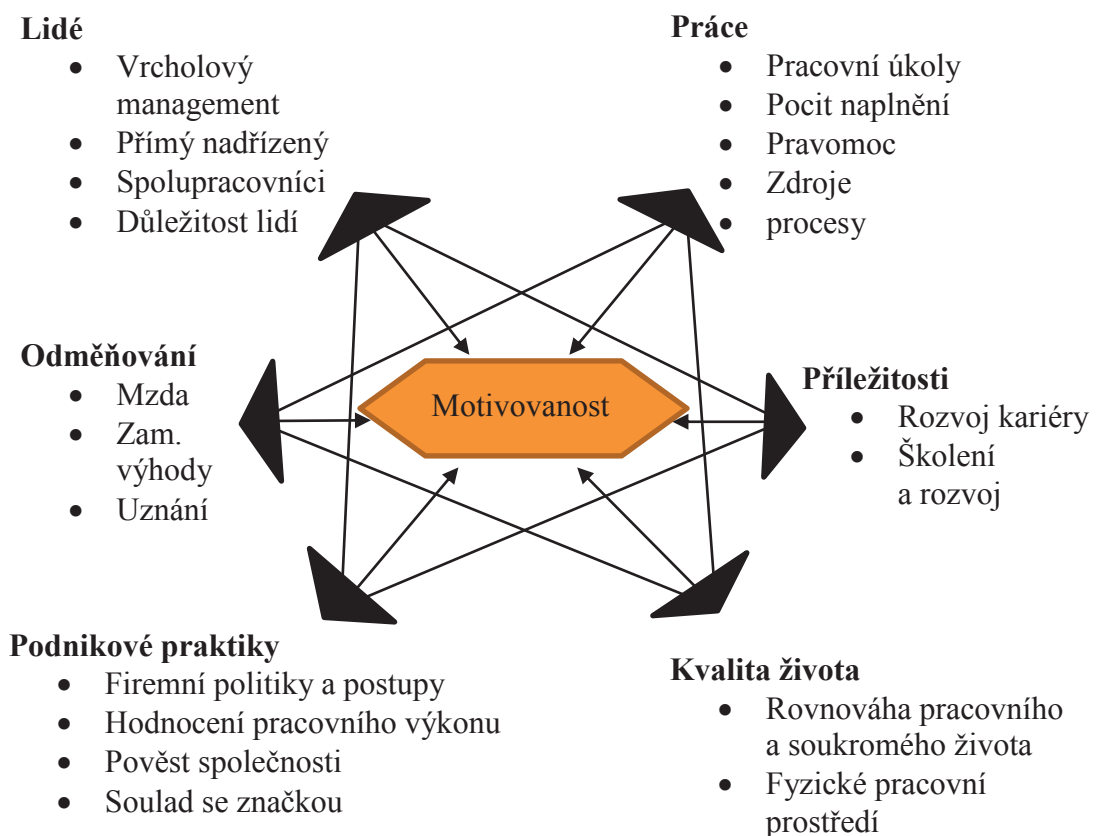 Lidé
• Vrcholový
management
• Přímý nadřízený
• Spolupracovníci
• Důležitost lidí
Práce
• Pracovní úkoly
• Pocit naplnění
• Pravomoc
• Zdroje
• procesy
Odměňování
• Mzda
• Zam.
výhody
• Uznání
Motivovanost
Příležitosti
• Rozvoj kariéry
• Školení
a rozvoj
Podnikové praktiky
• Firemní politiky a postupy
• Hodnocení pracovního výkonu
• Pověst společnosti
• Soulad se značkou
Kvalita života
• Rovnováha pracovního
a soukromého života
• Fyzické pracovní
prostředí